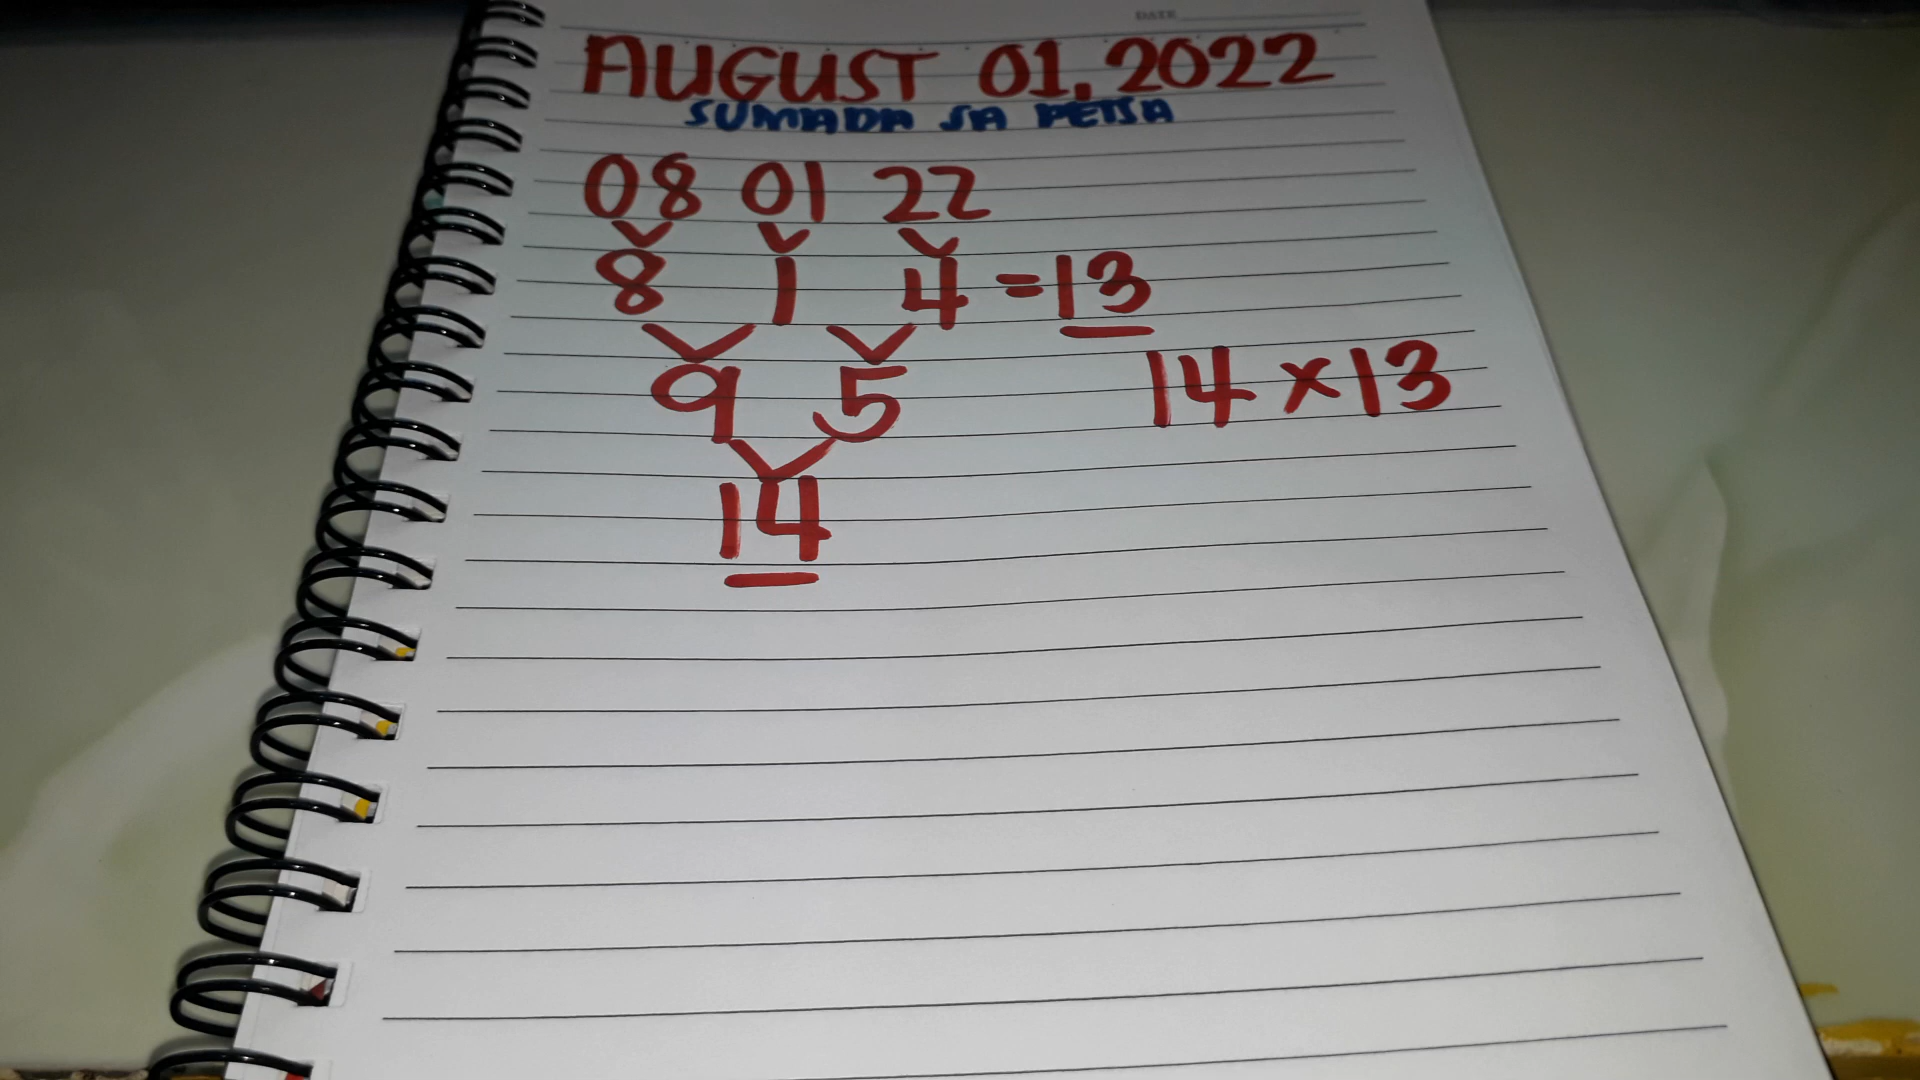 DATE
AUGUST 01, 2022
SUMADA SA PETSA
08 01 22
8 1 4 = 13
9 5
14 x 13
14